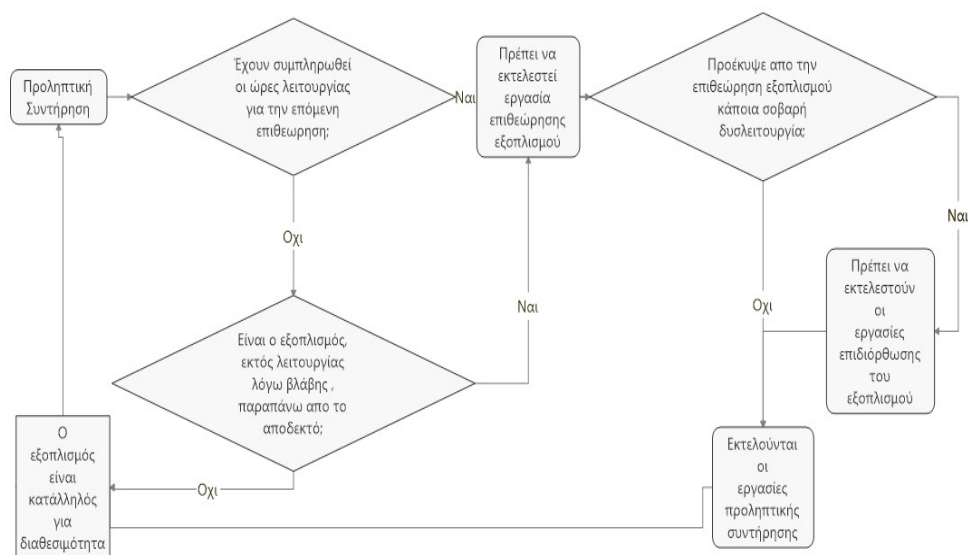 Προληπτική
Συντήρηση
Έχουν συμπληρωθεί
οι ώρες λειτουργίας
για την επόμενη
επιθεωρηση;
Ναι
Πρέπει να
εκτελεστεί
εργασία
επιθεώρησης
εξοπλισμού
Προέκυψε απο την
επιθεώρηση εξοπλισμού
κάποια σοβαρή
δυσλειτουργία;
Ναι
Οχι
Ναι
Οχι
Πρέπει να
εκτελεστούν
οι
εργασίες
επιδιόρθωσης
του
εξοπλισμού
Είναι ο εξοπλισμός,
εκτός λειτουργίας
λόγω βλάβης ,
παραπάνω απο το
αποδεκτό;
Οχι
Ο
εξοπλισμός
είναι
κατάλληλός
για
διαθεσιμότητα
Εκτελούνται
οι
εργασίες
προληπτικής
συντήρησης